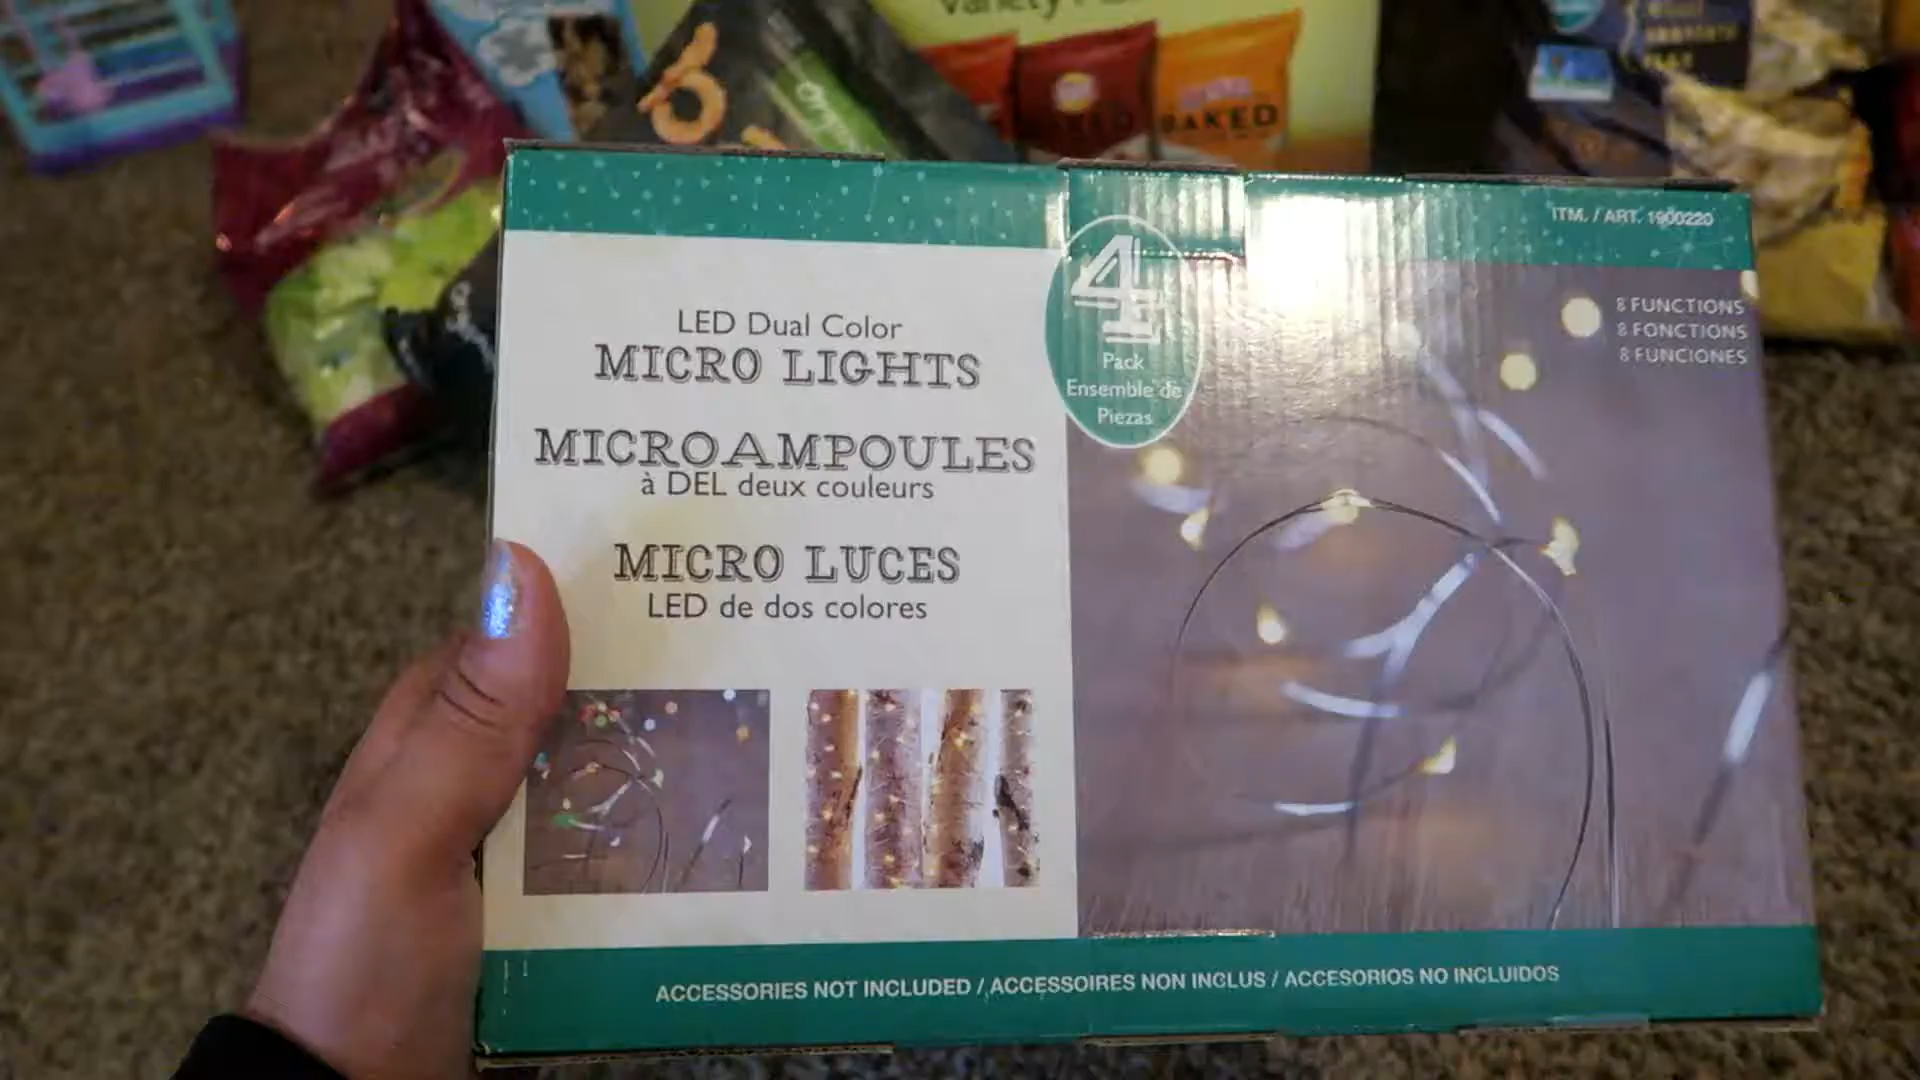 Variety
Organic
BAKED
ITM. / ART. 1900220
8 FUNCTIONS
8 FONCTIONS
8 FUNCIONES
4
Pack
Ensemble de
Piezas
LED Dual Color
MICRO LIGHTS
MICROAMPOULES
à DEL deux couleurs
MICRO LUCES
LED de dos colores
ACCESSORIES NOT INCLUDED / ACCESSOIRES NON INCLUS / ACCESORIOS NO INCLUIDOS